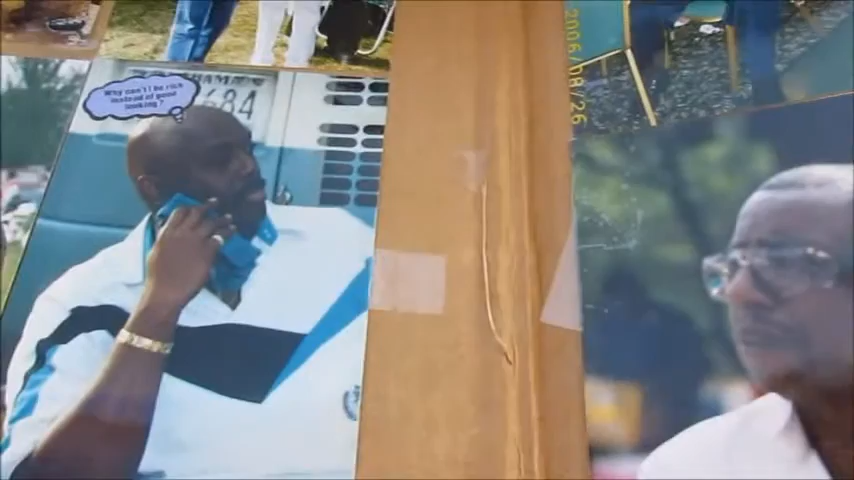 Why can't I be rich
instead of good
looking?
684
2006/08/26